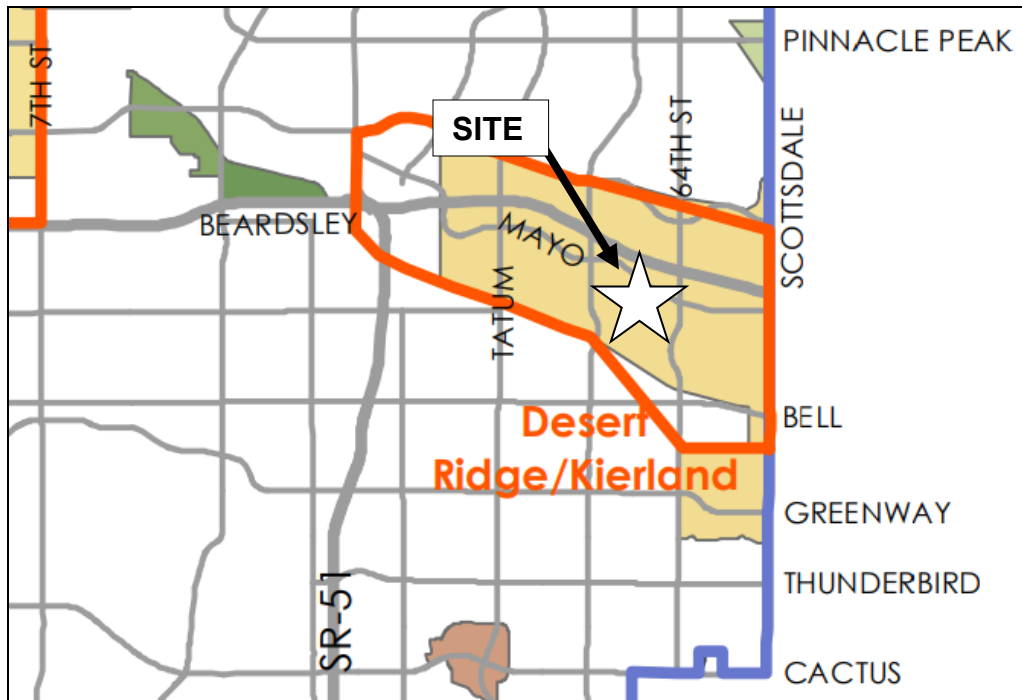 PINNACLE PEAK
7TH ST
SITE
64TH ST
SCOTTSDALE
BEARDSLEY
MAYO
TATUM
BELL
Desert
Ridge/Kierland
GREENWAY
THUNDERBIRD
SR-51
CACTUS